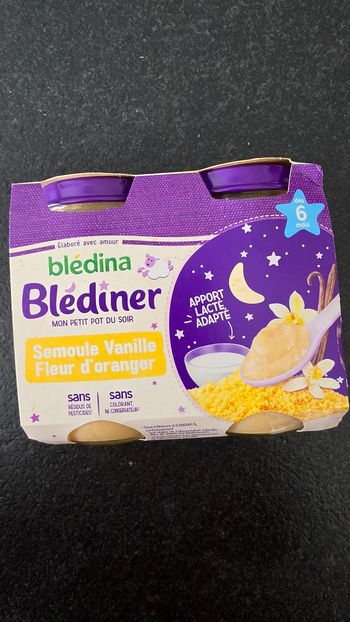 dès
6
mois
Élaboré avec amour
blédina
Blédiner
MON PETIT POT DU SOIR
APPORT
LACTÉ
ADAPTÉ
Semoule Vanille
Fleur d'oranger
sans
RÉSIDUS DE
PESTICIDES
sans
COLORANT,
NI CONSERVATEUR